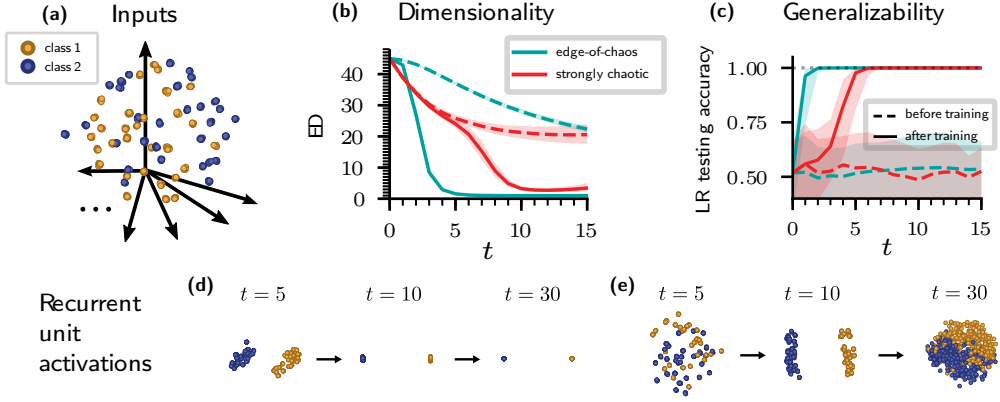 (a) Inputs
class 1
class 2
...
(b) Dimensionality
edge-of-chaos
strongly chaotic
ED
40
30
20
10
0
0 5 10 15
t
(c) Generalizability
LR testing accuracy
1.00
0.75
0.50
before training
after training
0 5 10 15
t
Recurrent
unit
activations
(d)
t = 5 t = 10 t = 30
(e)
t = 5 t = 10 t = 30